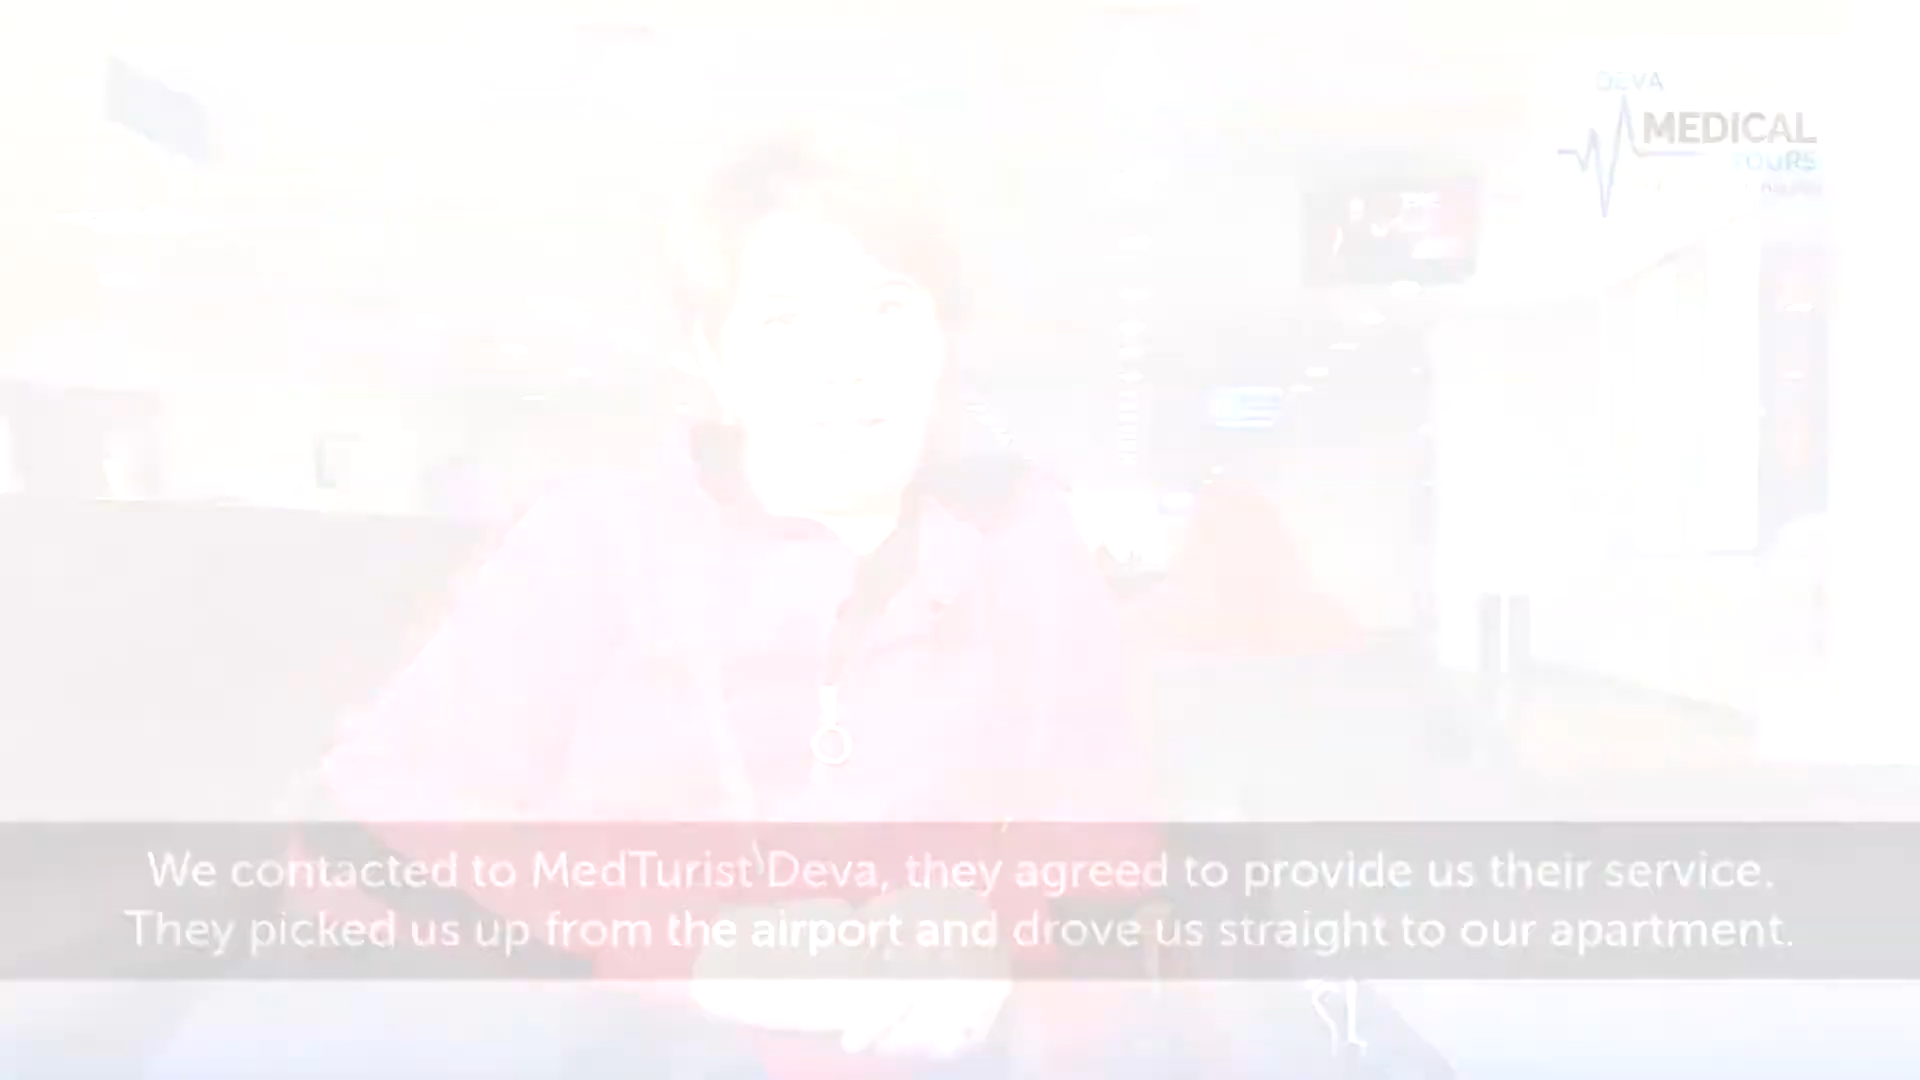 DEVA
MEDICAL
TOURS
We contacted to MedTurist Deva, they agreed to provide us their service.
They picked us up from the airport and drove us straight to our apartment.